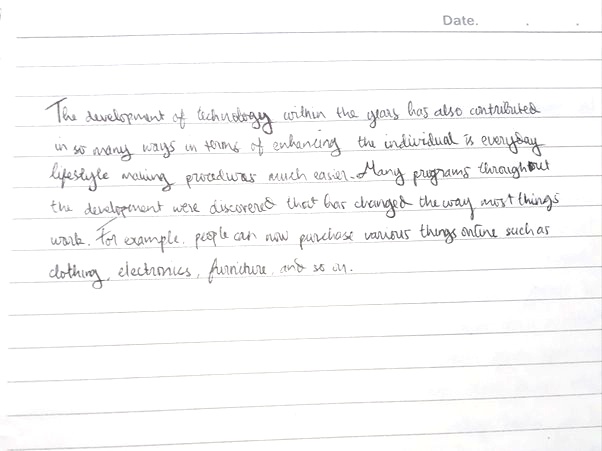 Date. . .
The development of technology within the years has also contributed
in so many ways in terms of enhancing the individual is everyday
lifestyle making procedures much easier. Many programs throughout
the development were discovered that has changed the way most things
work. For example, people can now purchase various things online such as
clothing, electronics, furniture, and so on.